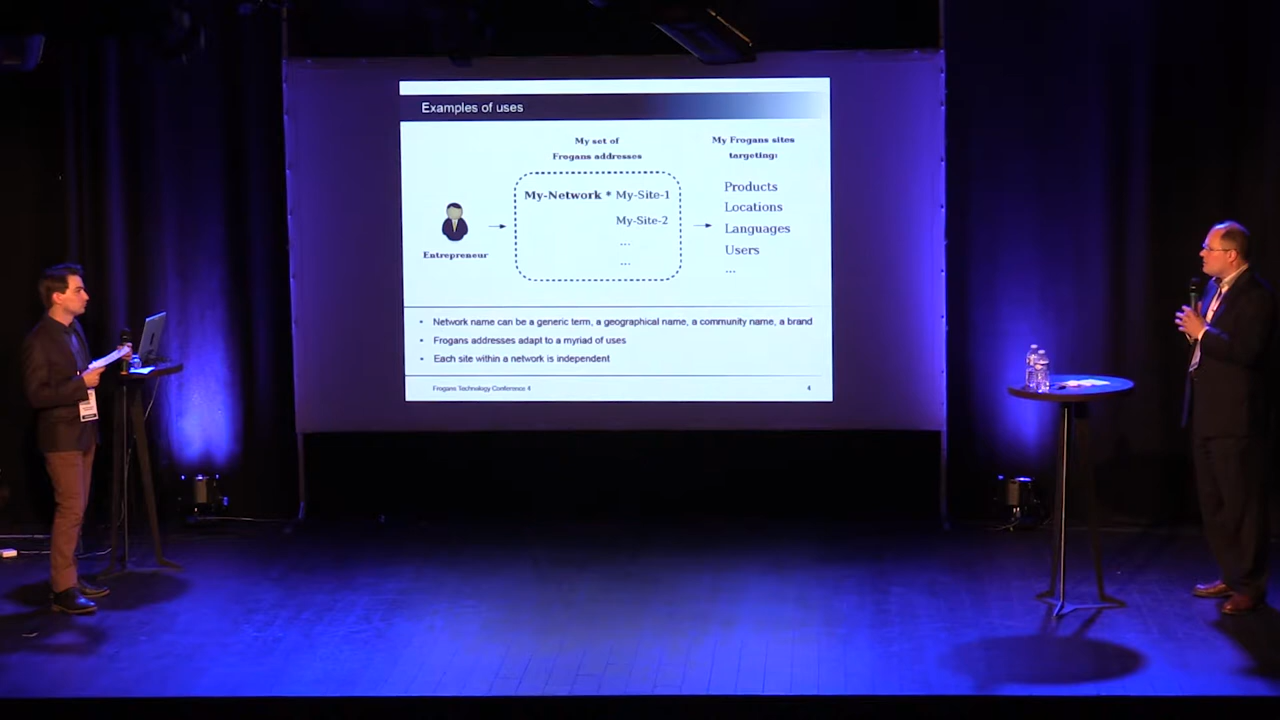 Examples of uses
My set of
Frogans addresses
My Frogans sites
targeting:
My-Network * My-Site-1
My-Site-2
...
...
Entrepreneur
Products
Locations
Languages
Users
...
• Network name can be a generic term, a geographical name, a community name, a brand
• Frogans addresses adapt to a myriad of uses
• Each site within a network is independent
Frogans Technology Conference 4
4